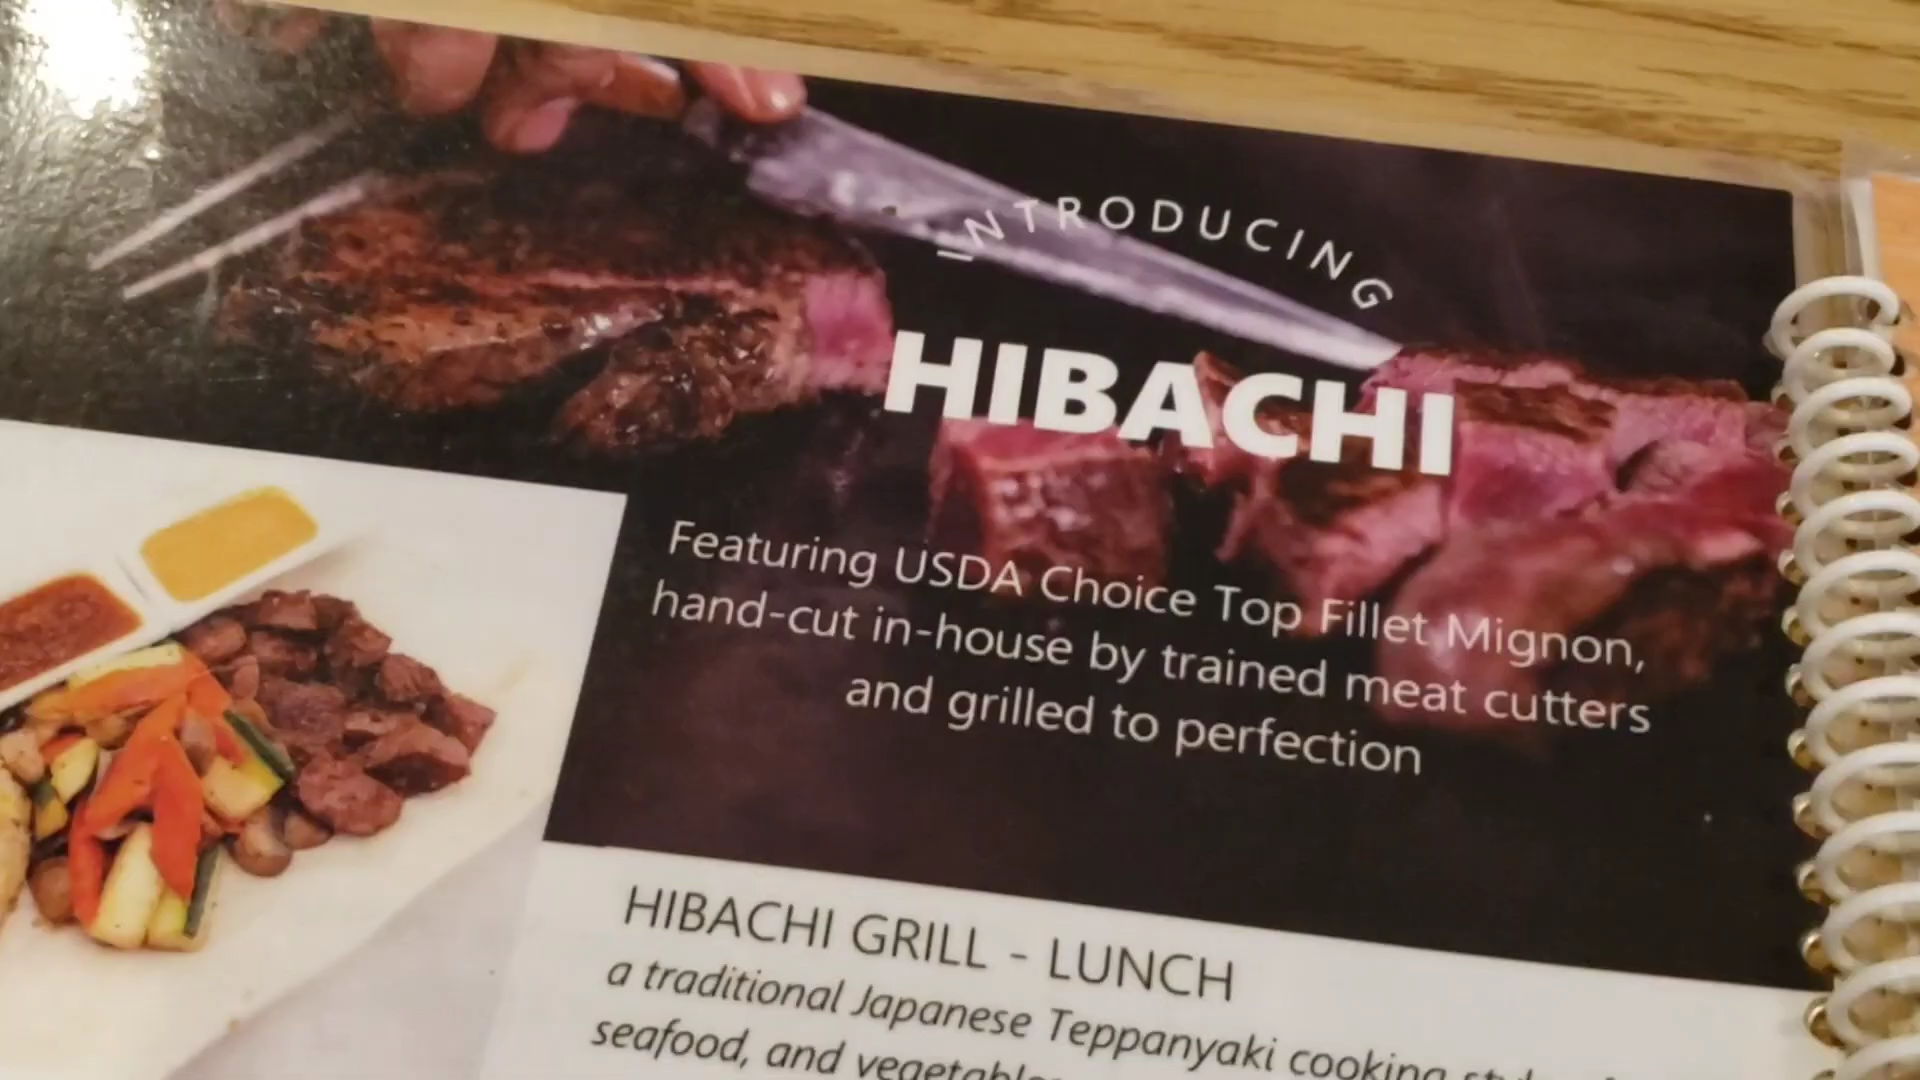 INTRODUCING
HIBACHI
Featuring USDA Choice Top Fillet Mignon,
hand-cut in-house by trained meat cutters
and grilled to perfection
HIBACHI GRILL - LUNCH
a traditional Japanese Teppanyaki cooking
seafood, and